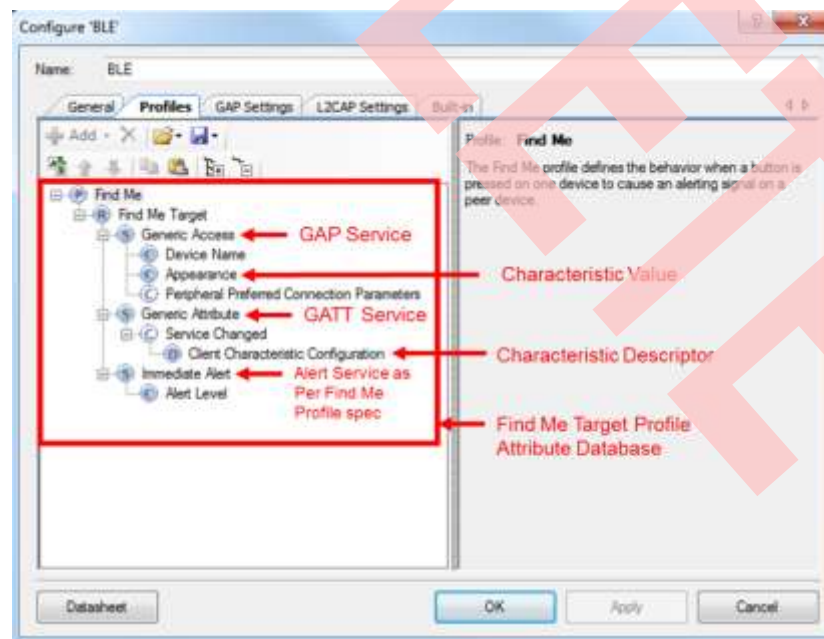 Configure 'BLE'
Name: BLE
General Profiles GAP Settings L2CAP Settings Built-in
Add
Profile: Find Me
The Find Me profile defines the behavior when a button is
pressed on one device to cause an alerting signal on a
peer device.
Find Me
Find Me Target
Generic Access GAP Service
Device Name
Appearance Characteristic Value
Peripheral Preferred Connection Parameters
Generic Attribute GATT Service
Service Changed
Client Characteristic Configuration Characteristic Descriptor
Immediate Alert Alert Service as
Alert Level Per Find Me
Profile spec
Find Me Target Profile
Attribute Database
Datasheet OK Apply Cancel